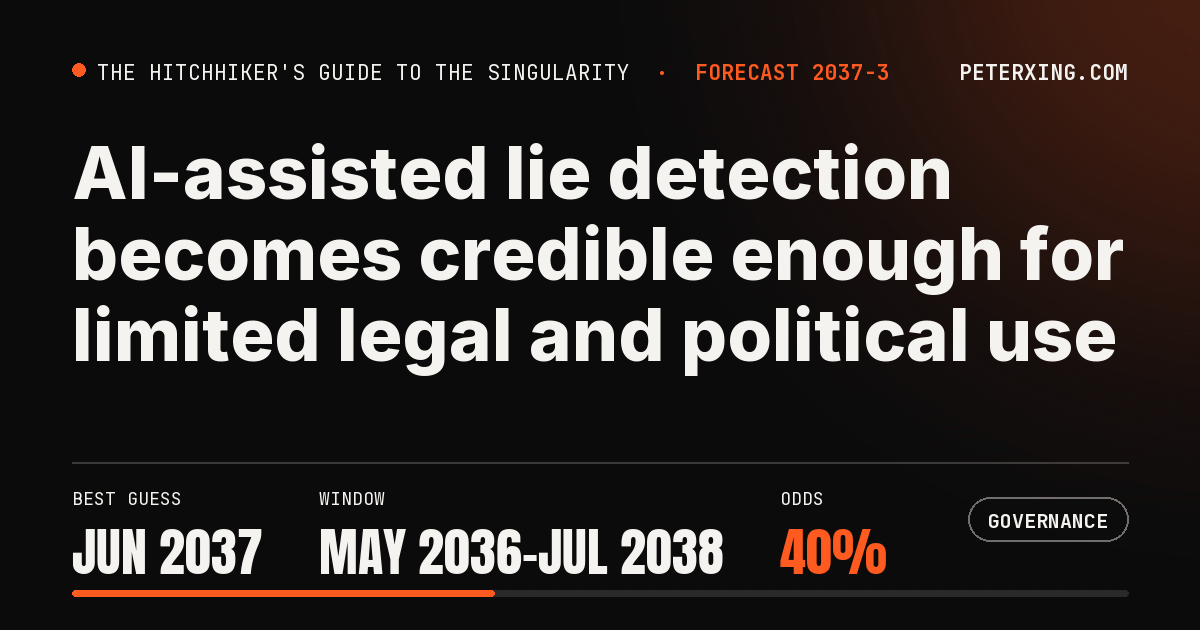 THE HITCHHIKER'S GUIDE TO THE SINGULARITY · FORECAST 2037-3 PETERXING.COM
AI-assisted lie detection
becomes credible enough for
limited legal and political use
BEST GUESS WINDOW ODDS
JUN 2037 MAY 2036-JUL 2038 40% GOVERNANCE